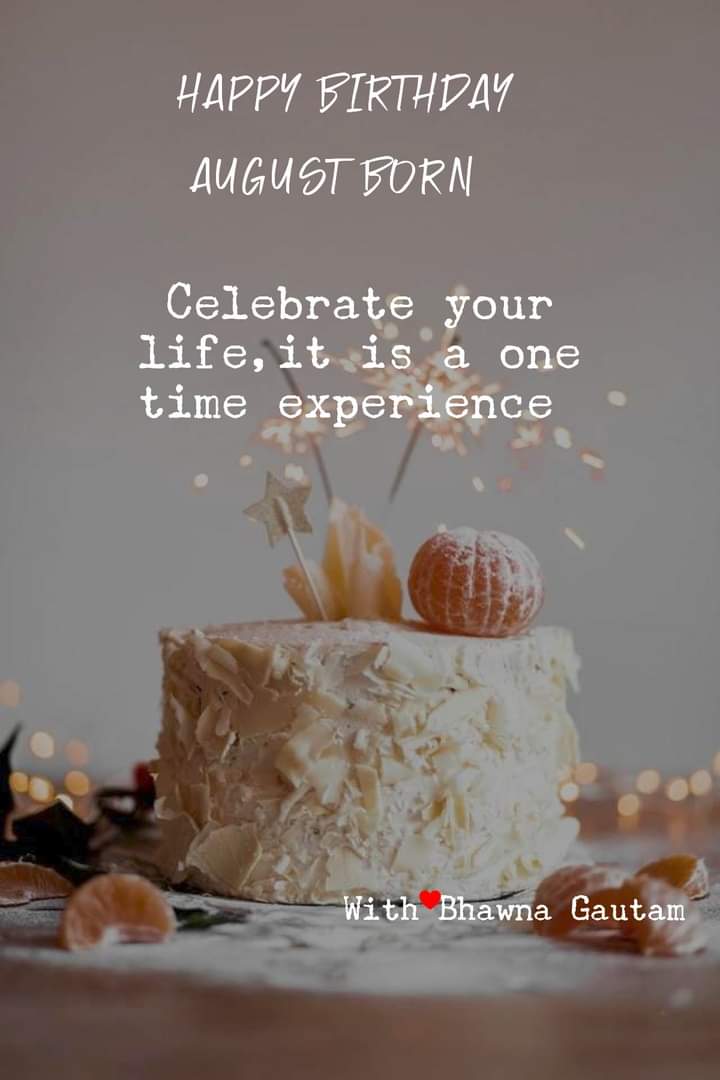 HAPPY BIRTHDAY
AUGUST BORN
Celebrate your
life,it is a one
time experience
With❤Bhawna Gautam